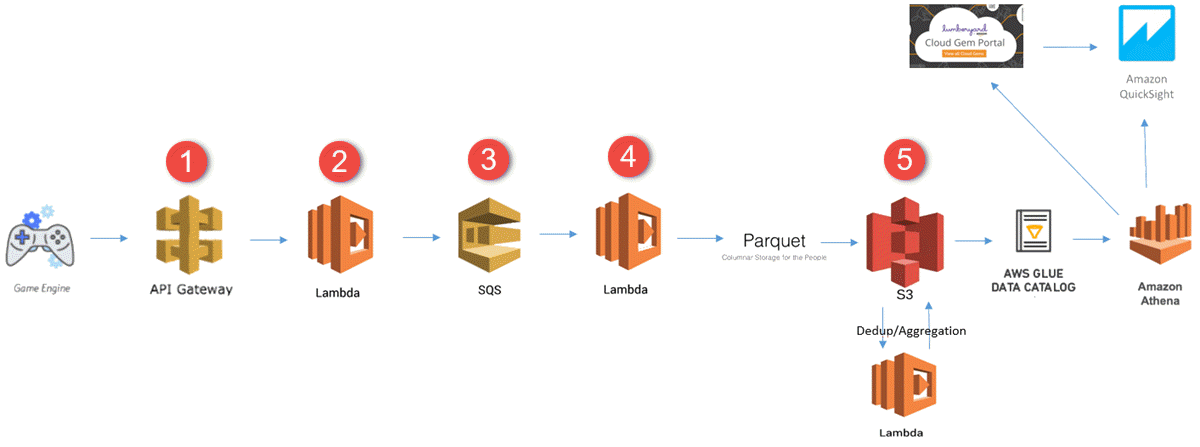 lumberyard
Cloud Gem Portal
View all Cloud Gems
Amazon
QuickSight
1
2
3
4
5
Game Engine
API Gateway
Lambda
SQS
Lambda
Parquet
Columnar Storage for the People
S3
AWS GLUE
DATA CATALOG
Amazon
Athena
Dedup/Aggregation
Lambda